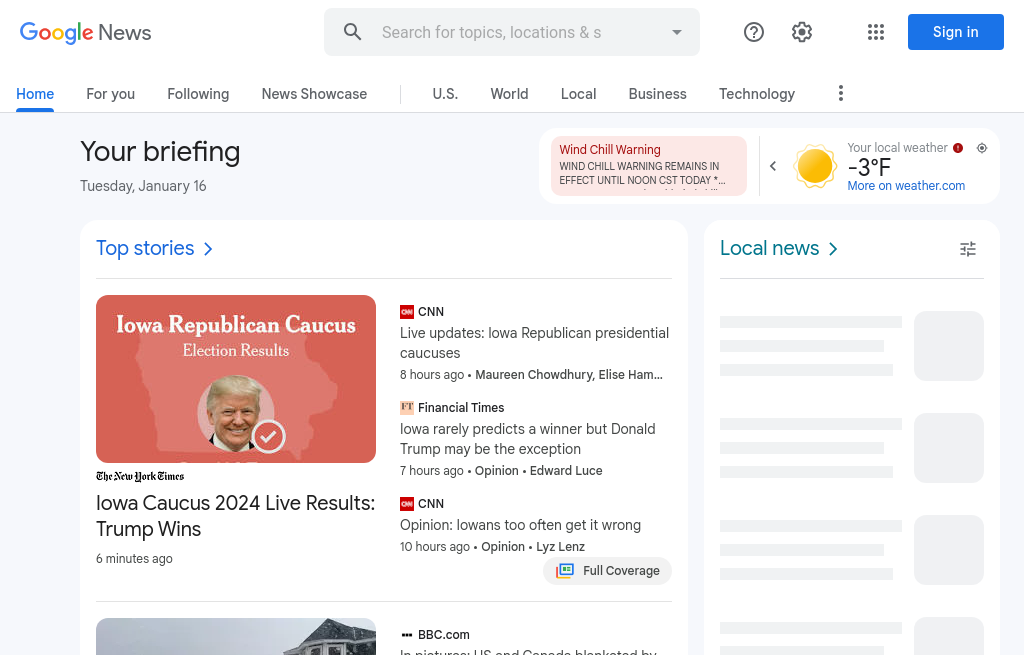 Google News
Search for topics, locations & s
Sign in
Home
For you
Following
News Showcase
U.S.
World
Local
Business
Technology
Your briefing
Tuesday, January 16
Wind Chill Warning
WIND CHILL WARNING REMAINS IN
EFFECT UNTIL NOON CST TODAY *...
Your local weather
-3°F
More on weather.com
Top stories
Iowa Republican Caucus
Election Results
The New York Times
Iowa Caucus 2024 Live Results:
Trump Wins
6 minutes ago
CNN
Live updates: Iowa Republican presidential
caucuses
8 hours ago • Maureen Chowdhury, Elise Ham...
FT Financial Times
Iowa rarely predicts a winner but Donald
Trump may be the exception
7 hours ago • Opinion • Edward Luce
CNN
Opinion: Iowans too often get it wrong
10 hours ago • Opinion • Lyz Lenz
Full Coverage
BBC.com
In pictures: US and Canada blanketed by
Local news